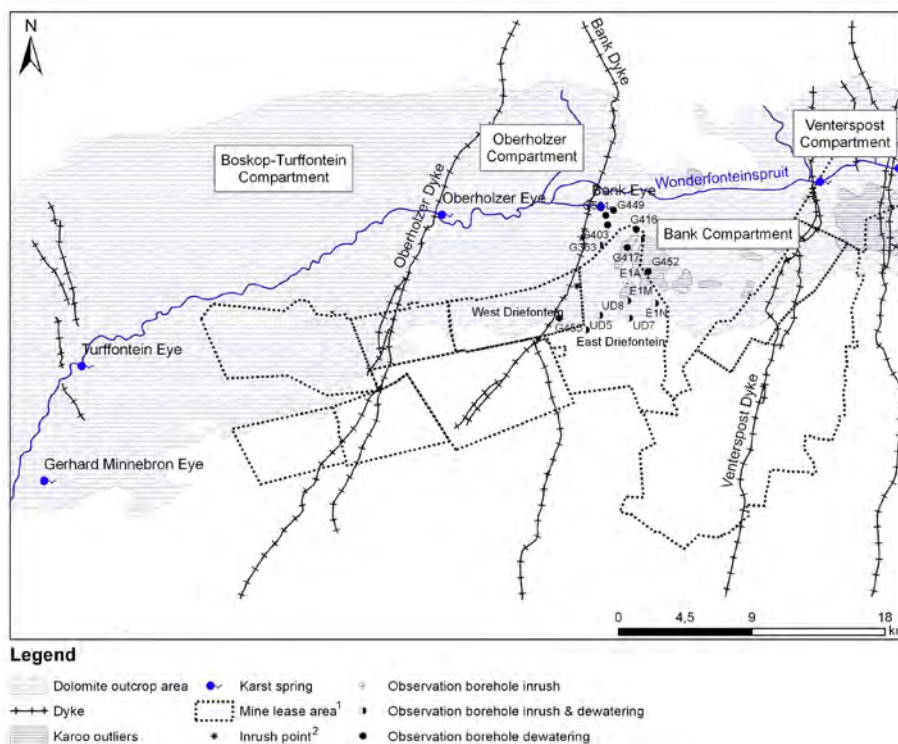 N
Bank Dyke
Oberholzer
Compartment
Venterspost
Compartment
Boskop-Turffontein
Compartment
Oberholzer Dyke
Wonderfonteinspruit
Oberholzer Eye
Bank Eye
G449
G403
G416
Bank Compartment
G363
G417
G452
E1A
E1M
West Driefontein
UD8
E1N
G455
UD5
UD7
East Driefontein
Turffontein Eye
Venterspost Dyke
Gerhard Minnebron Eye
0 4,5 9 18
km
Legend
Dolomite outcrop area
Karst spring
Observation borehole inrush
Dyke
Mine lease area1
Observation borehole inrush & dewatering
Karoo outliers
Inrush point2
Observation borehole dewatering